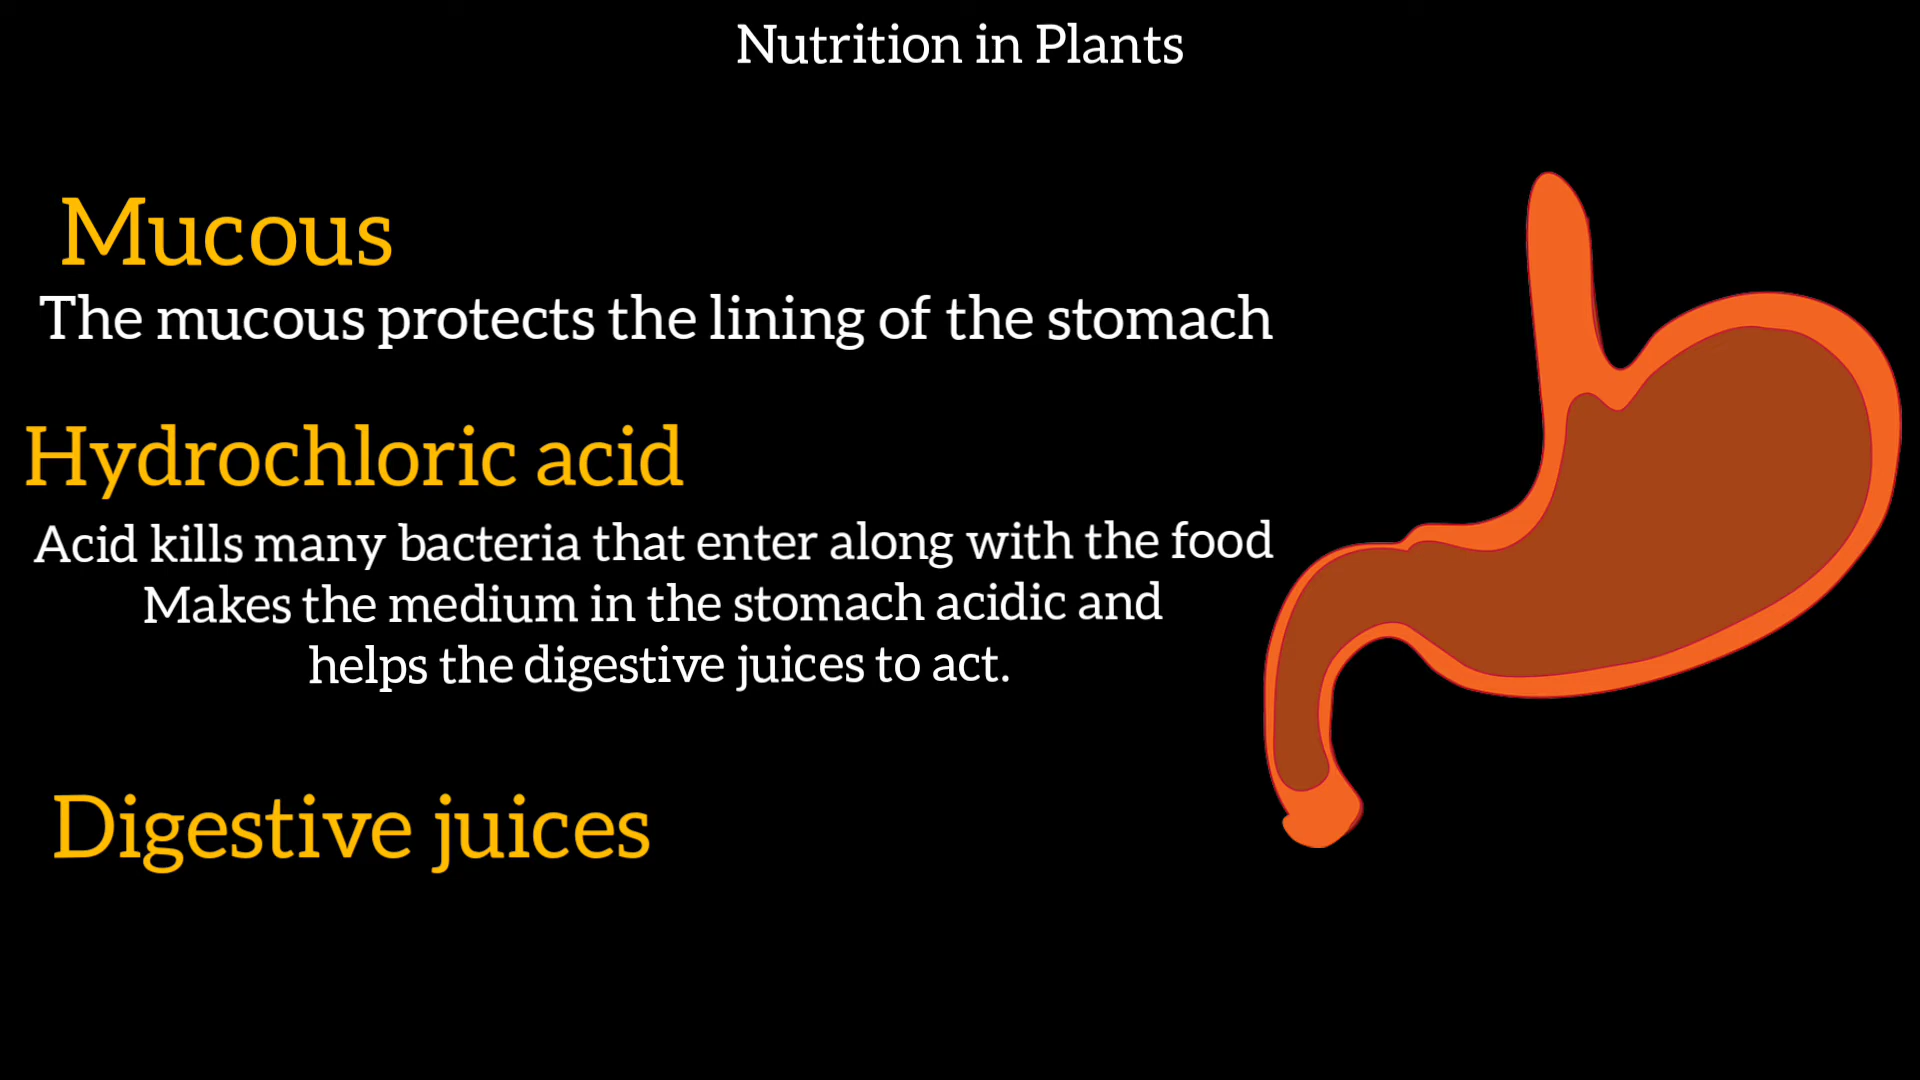 Nutrition in Plants
Mucous
The mucous protects the lining of the stomach
Hydrochloric acid
Acid kills many bacteria that enter along with the food
Makes the medium in the stomach acidic and
helps the digestive juices to act.
Digestive juices